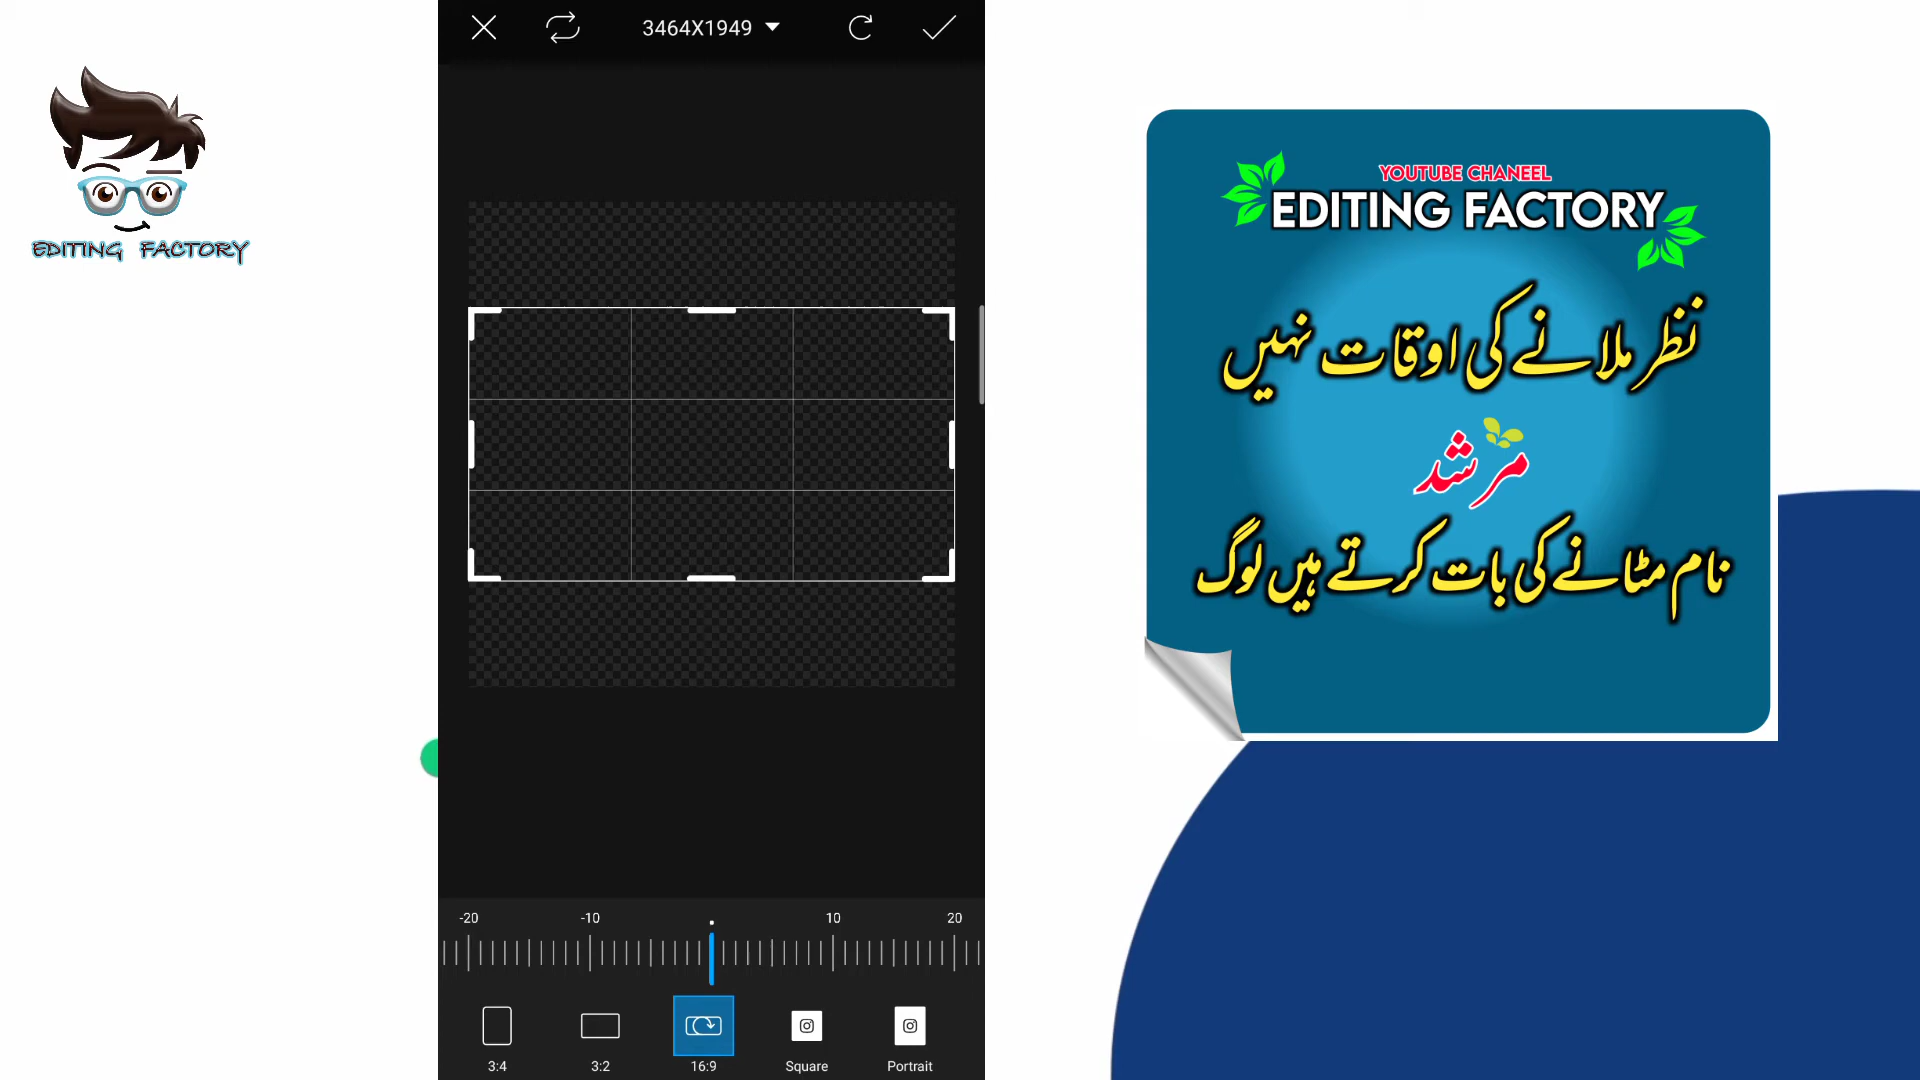 3464X1949
EDITING FACTORY
YOUTUBE CHANEEL
EDITING FACTORY
نظر ملانے کی اوقات نہیں
مرشد
نام مٹانے کی بات کرتے ہیں لوگ
-20 -10 10 20
3:4 3:2 16:9 Square Portrait